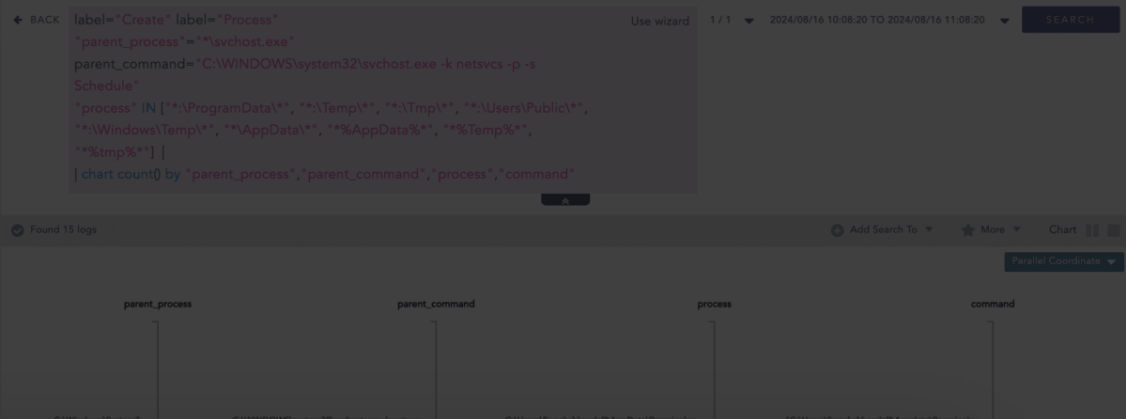 BACK
label="Create" label="Process"
"parent_process"="*\svchost.exe"
parent_command="C:\WINDOWS\system32\svchost.exe -k netsvcs -p -s
Schedule"
"process" IN ["*:\ProgramData\*", "*:\Temp\*", "*:\Tmp\*", "*:\Users\Public\*",
"*:\Windows\Temp\*", "*\AppData\*", "*%AppData%*", "*%Temp%*",
"*%tmp%*"] |
| chart count() by "parent_process","parent_command","process","command"
Use wizard
1 / 1
2024/08/16 10:08:20 TO 2024/08/16 11:08:20
SEARCH
Found 15 logs
Add Search To
More
Chart
Parallel Coordinate
parent_process parent_command process command